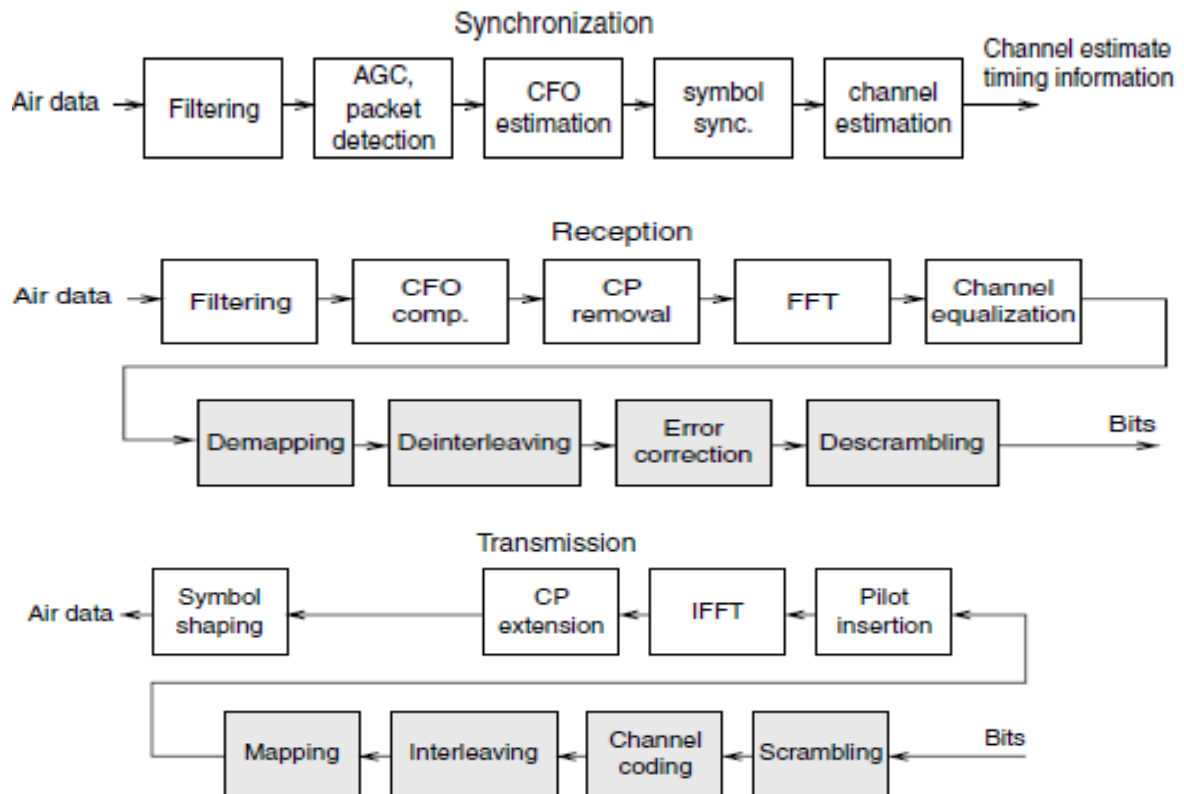 Synchronization
Air data
Filtering
AGC,
packet
detection
CFO
estimation
symbol
sync.
channel
estimation
Channel estimate
timing information
Reception
Air data
Filtering
CFO
comp.
CP
removal
FFT
Channel
equalization
Demapping
Deinterleaving
Error
correction
Descrambling
Bits
Transmission
Air data
Symbol
shaping
CP
extension
IFFT
Pilot
insertion
Mapping
Interleaving
Channel
coding
Scrambling
Bits